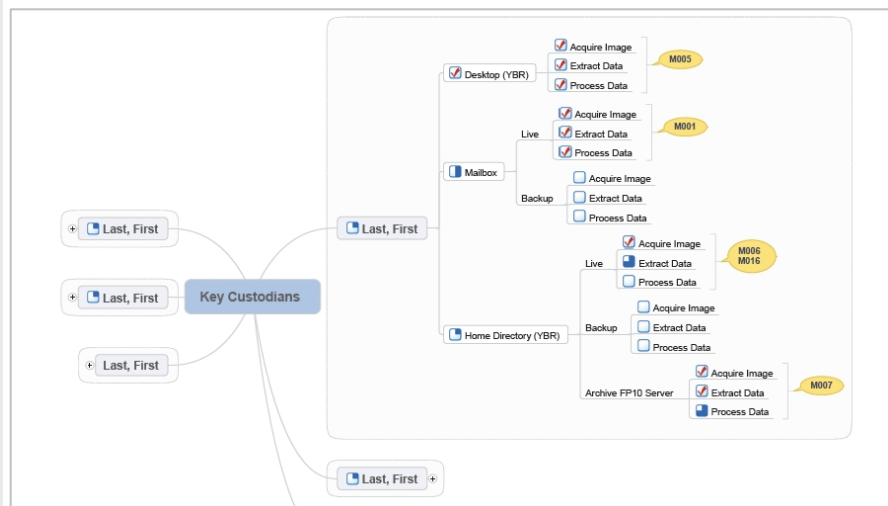 Key Custodians
Last, First
Last, First
Last, First
Last, First
Desktop (YBR)
Acquire Image
Extract Data
Process Data
M005
Mailbox
Live
Acquire Image
Extract Data
Process Data
M001
Backup
Acquire Image
Extract Data
Process Data
Home Directory (YBR)
Live
Acquire Image
Extract Data
Process Data
M006
M016
Backup
Acquire Image
Extract Data
Process Data
Archive FP10 Server
Acquire Image
Extract Data
Process Data
M007
Last, First